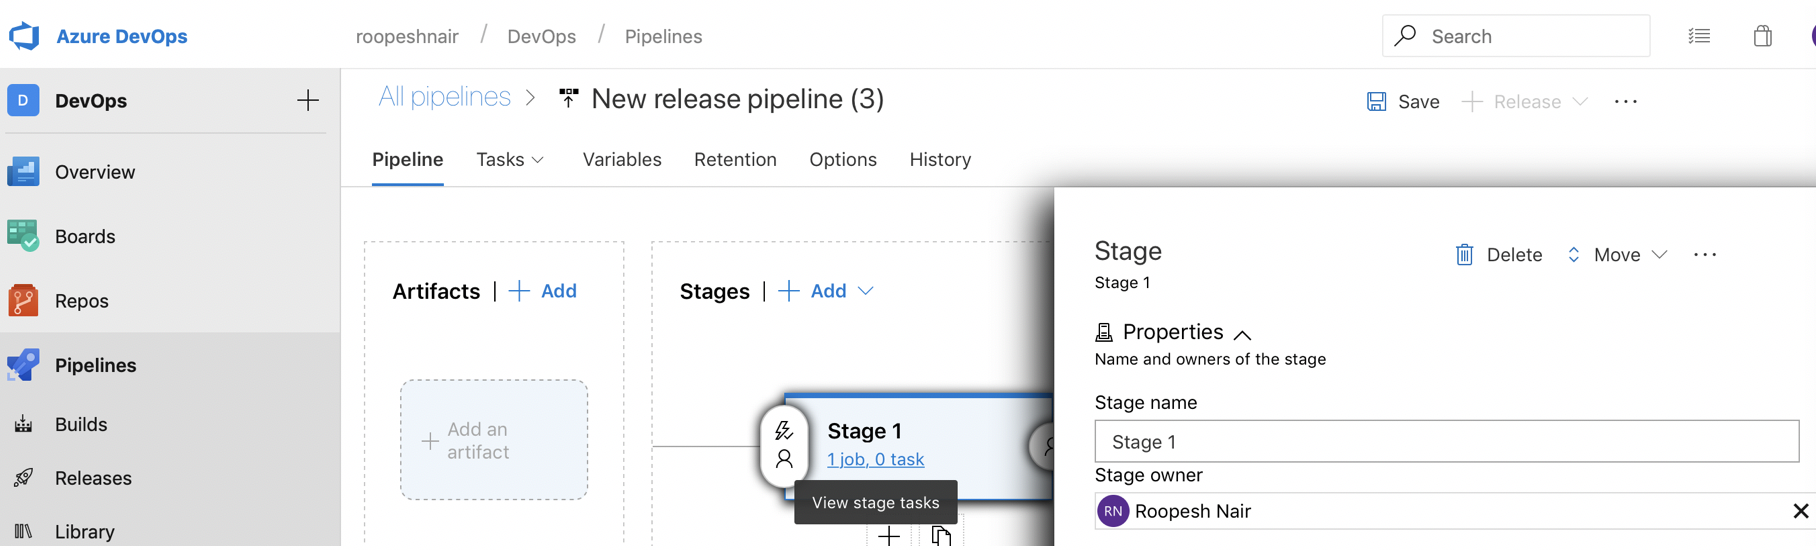 Azure DevOps
roopeshnair / DevOps / Pipelines
Search
D DevOps
Overview
Boards
Repos
Pipelines
Builds
Releases
Library
All pipelines > New release pipeline (3)
Save
Release
Pipeline Tasks Variables Retention Options History
Artifacts | + Add
Add an
artifact
Stages | + Add
Stage 1
1 job, 0 task
View stage tasks
Stage
Stage 1
Delete
Move
Properties
Name and owners of the stage
Stage name
Stage 1
Stage owner
RN Roopesh Nair